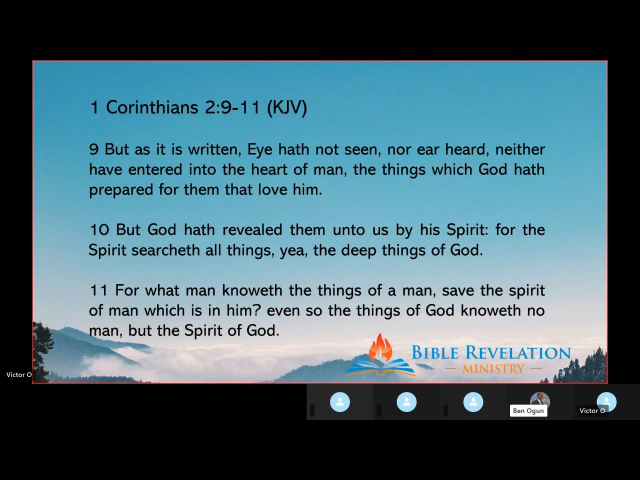 1 Corinthians 2:9-11 (KJV)
9 But as it is written, Eye hath not seen, nor ear heard, neither
have entered into the heart of man, the things which God hath
prepared for them that love him.
10 But God hath revealed them unto us by his Spirit: for the
Spirit searcheth all things, yea, the deep things of God.
11 For what man knoweth the things of a man, save the spirit
of man which is in him? even so the things of God knoweth no
man, but the Spirit of God.
BIBLE REVELATION
MINISTRY
Victor O
Ben Ogun
Victor O